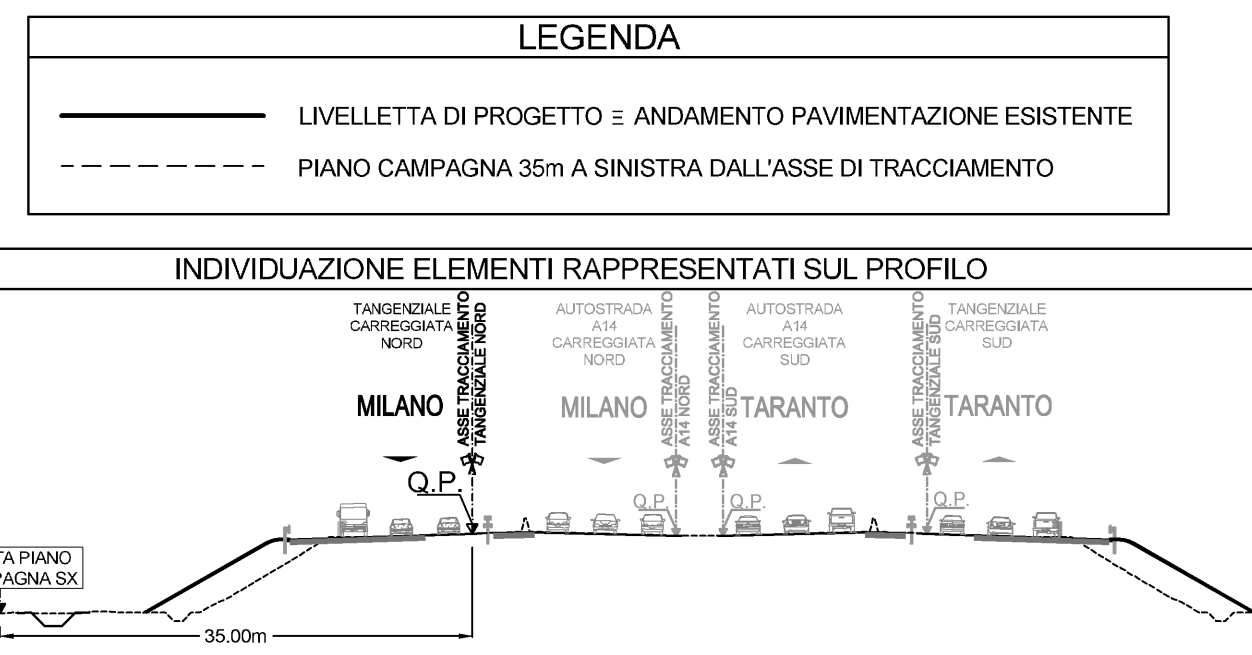 LEGENDA
LIVELLETTA DI PROGETTO Ξ ANDAMENTO PAVIMENTAZIONE ESISTENTE
PIANO CAMPAGNA 35m A SINISTRA DALL'ASSE DI TRACCIAMENTO
INDIVIDUAZIONE ELEMENTI RAPPRESENTATI SUL PROFILO
TANGENZIALE
CARREGGIATA
NORD
MILANO
ASSE TRACCIAMENTO
TANGENZIALE NORD
AUTOSTRADA
A14
CARREGGIATA
NORD
MILANO
ASSE TRACCIAMENTO
A14 NORD
ASSE TRACCIAMENTO
A14 SUD
AUTOSTRADA
A14
CARREGGIATA
SUD
TARANTO
ASSE TRACCIAMENTO
TANGENZIALE SUD
TANGENZIALE
CARREGGIATA
SUD
TARANTO
Q.P.
Q.P.
Q.P.
Q.P.
TA PIANO
PAGNA SX
35.00m